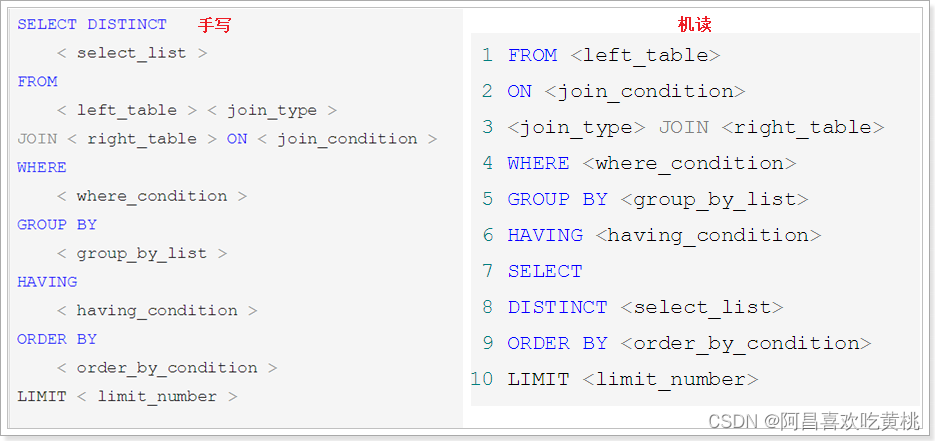 SELECT DISTINCT 手写
< select_list >
FROM
< left_table > < join_type >
JOIN < right_table > ON < join_condition >
WHERE
< where_condition >
GROUP BY
< group_by_list >
HAVING
< having_condition >
ORDER BY
< order_by_condition >
LIMIT < limit_number >
机读
1 FROM <left_table>
2 ON <join_condition>
3 <join_type> JOIN <right_table>
4 WHERE <where_condition>
5 GROUP BY <group_by_list>
6 HAVING <having_condition>
7 SELECT
8 DISTINCT <select_list>
9 ORDER BY <order_by_condition>
10 LIMIT <limit_number>
CSDN @阿昌喜欢吃黄桃